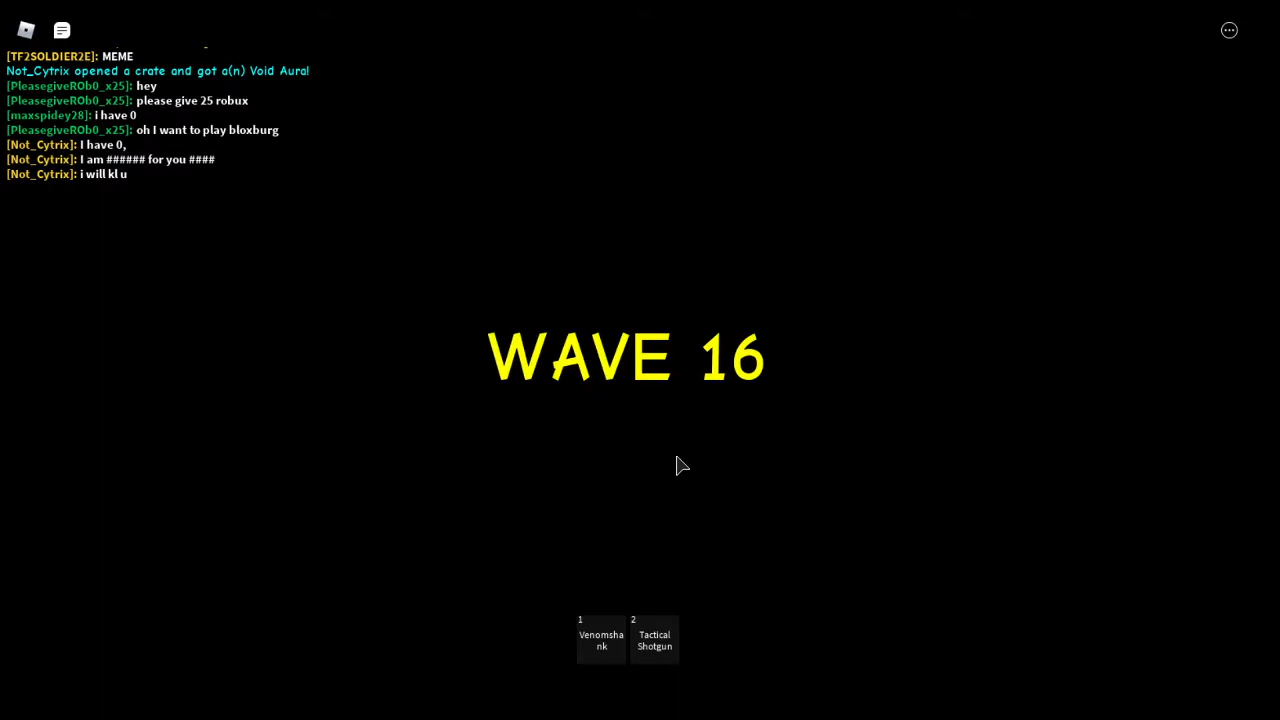 [TF2SOLDIER2E]: MEME
Not_Cytrix opened a crate and got a(n) Void Aura!
[PleasegiveROb0_x25]: hey
[PleasegiveROb0_x25]: please give 25 robux
[maxspidey28]: i have 0
[PleasegiveROb0_x25]: oh I want to play bloxburg
[Not_Cytrix]: I have 0,
[Not_Cytrix]: I am ###### for you ####
[Not_Cytrix]: i will kl u
WAVE 16
1
Venomsha
nk
2
Tactical
Shotgun